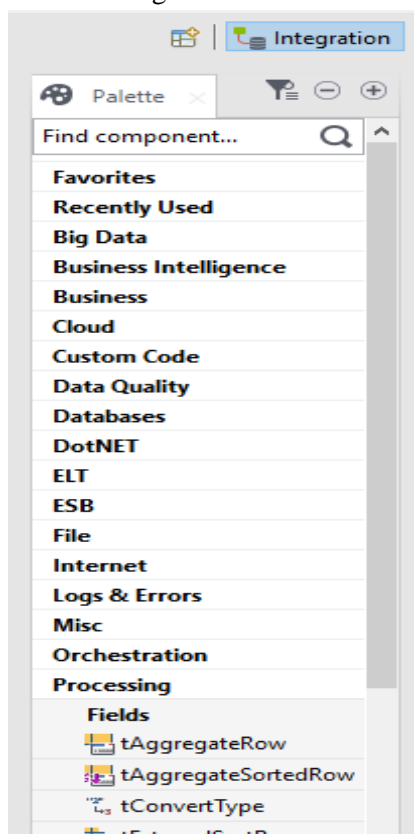 Integration
Palette
Find component...
Favorites
Recently Used
Big Data
Business Intelligence
Business
Cloud
Custom Code
Data Quality
Databases
DotNET
ELT
ESB
File
Internet
Logs & Errors
Misc
Orchestration
Processing
Fields
tAggregateRow
tAggregateSortedRow
tConvertType